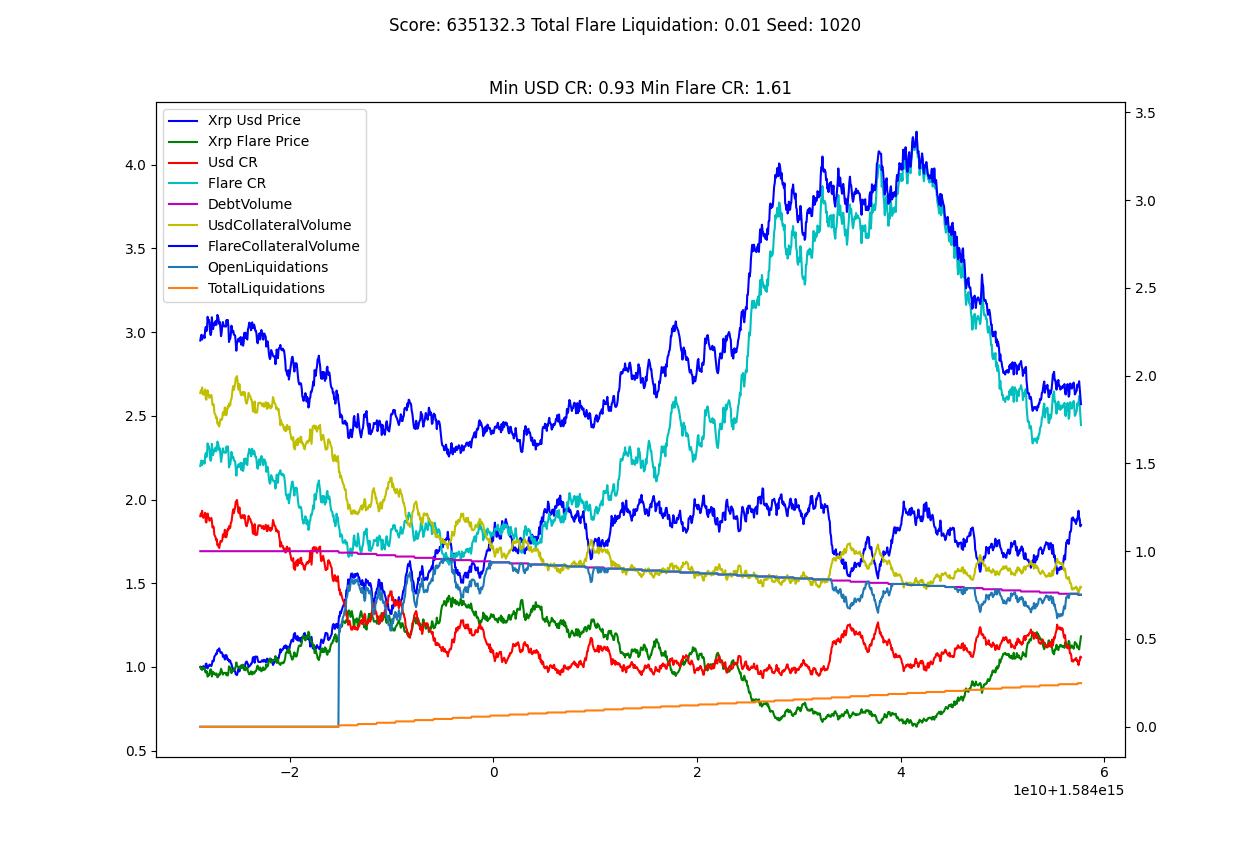 Score: 635132.3 Total Flare Liquidation: 0.01 Seed: 1020
Min USD CR: 0.93 Min Flare CR: 1.61
Xrp Usd Price
Xrp Flare Price
Usd CR
Flare CR
DebtVolume
UsdCollateralVolume
FlareCollateralVolume
OpenLiquidations
TotalLiquidations
4.0
3.5
3.0
2.5
2.0
1.5
1.0
0.5
3.5
3.0
2.5
2.0
1.5
1.0
0.5
0.0
−2 0 2 4 6
1e10+1.584e15